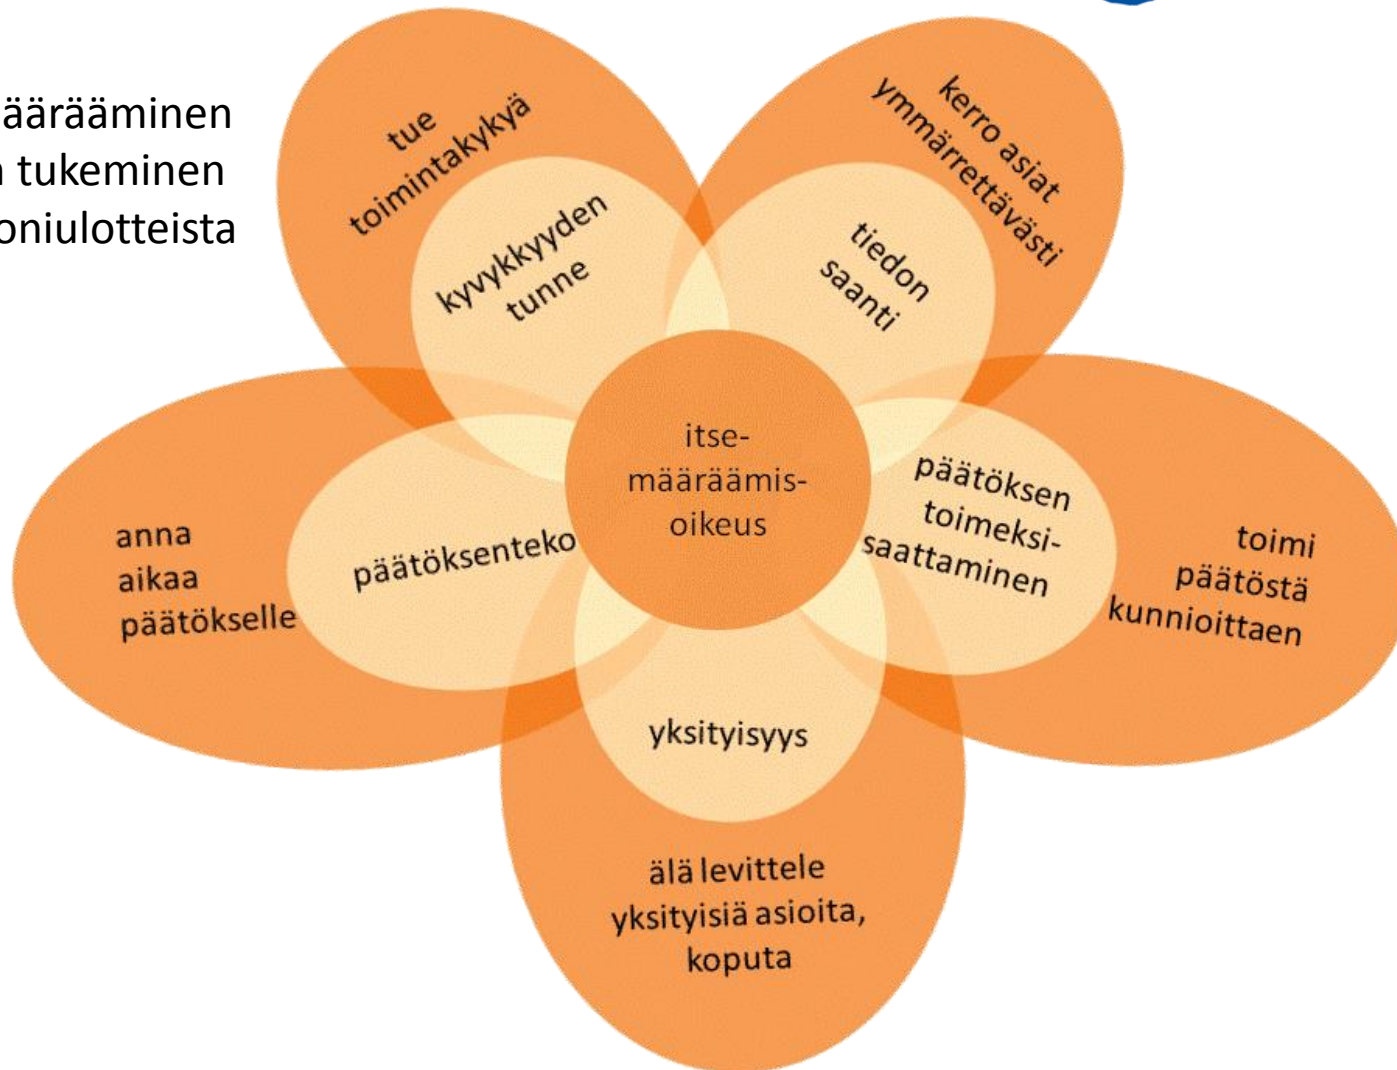 äärääminen
tukeminen
oniulotteista
tue
toimintakykyä
kyvykkyyden
tunne
kerro asiat
ymmärrettävästi
tiedon
saanti
itse-
määräämis-
oikeus
päätöksen
toimeksi-
saattaminen
toimi
päätöstä
kunnioittaen
anna
aikaa
päätökselle
päätöksenteko
yksityisyys
älä levittele
yksityisiä asioita,
koputa